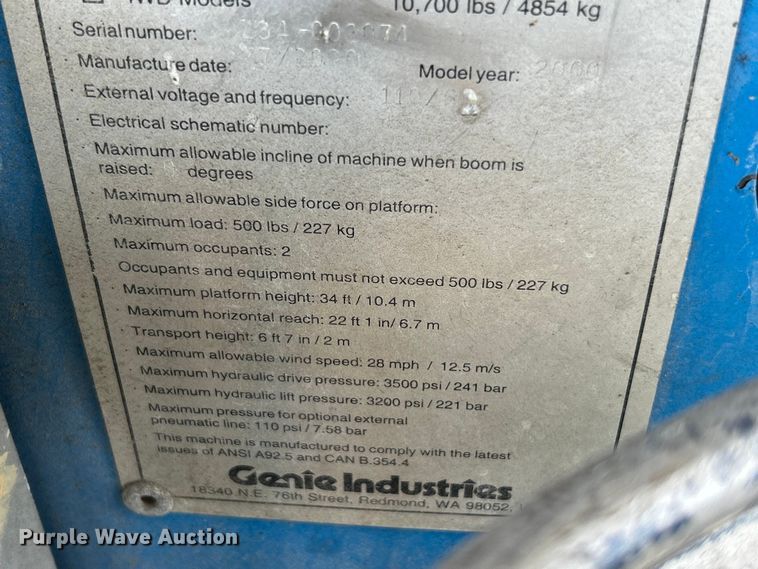 4WD Models 10,700 lbs / 4854 kg
Serial number:
Manufacture date: Model year: 2000
External voltage and frequency: 110/
Electrical schematic number:
Maximum allowable incline of machine when boom is
raised: 0 degrees
Maximum allowable side force on platform:
Maximum load: 500 lbs / 227 kg
Maximum occupants: 2
Occupants and equipment must not exceed 500 lbs / 227 kg
Maximum platform height: 34 ft / 10.4 m
Maximum horizontal reach: 22 ft 1 in/ 6.7 m
Transport height: 6 ft 7 in / 2 m
Maximum allowable wind speed: 28 mph / 12.5 m/s
Maximum hydraulic drive pressure: 3500 psi / 241 bar
Maximum hydraulic lift pressure: 3200 psi / 221 bar
Maximum pressure for optional external
pneumatic line: 110 psi / 7.58 bar
This machine is manufactured to comply with the latest
issues of ANSI A92.5 and CAN B.354.4
Genie Industries
18340 N.E. 76th Street, Redmond, WA 98052,
Purple Wave Auction